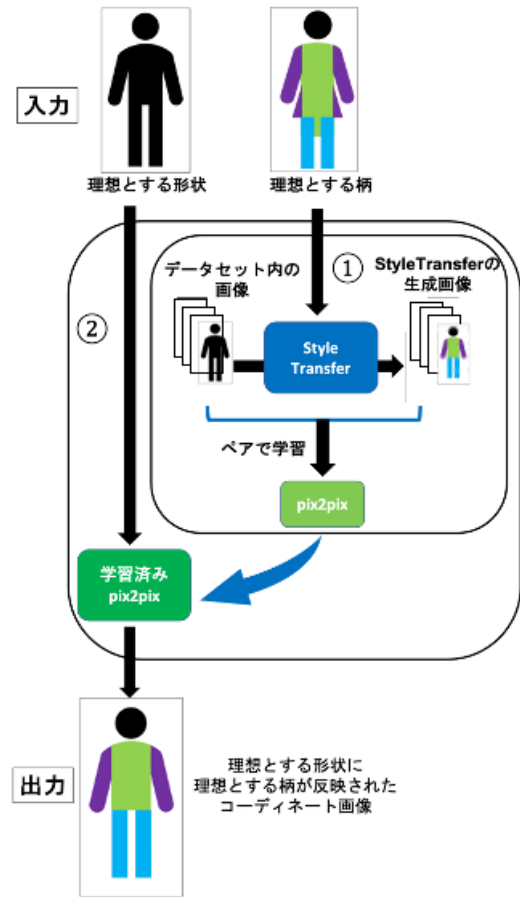 入力
理想とする形状
理想とする柄
①
データセット内の
画像
StyleTransferの
生成画像
②
Style
Transfer
ペアで学習
pix2pix
学習済み
pix2pix
出力
理想とする形状に
理想とする柄が反映された
コーディネート画像